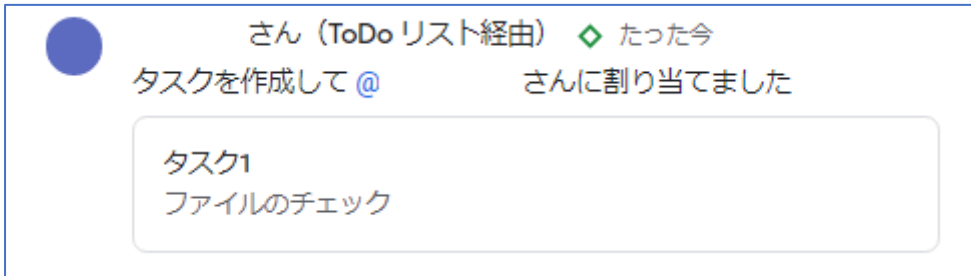 さん（ToDo リスト経由） たった今
タスクを作成して @ さんに割り当てました
タスク1
ファイルのチェック